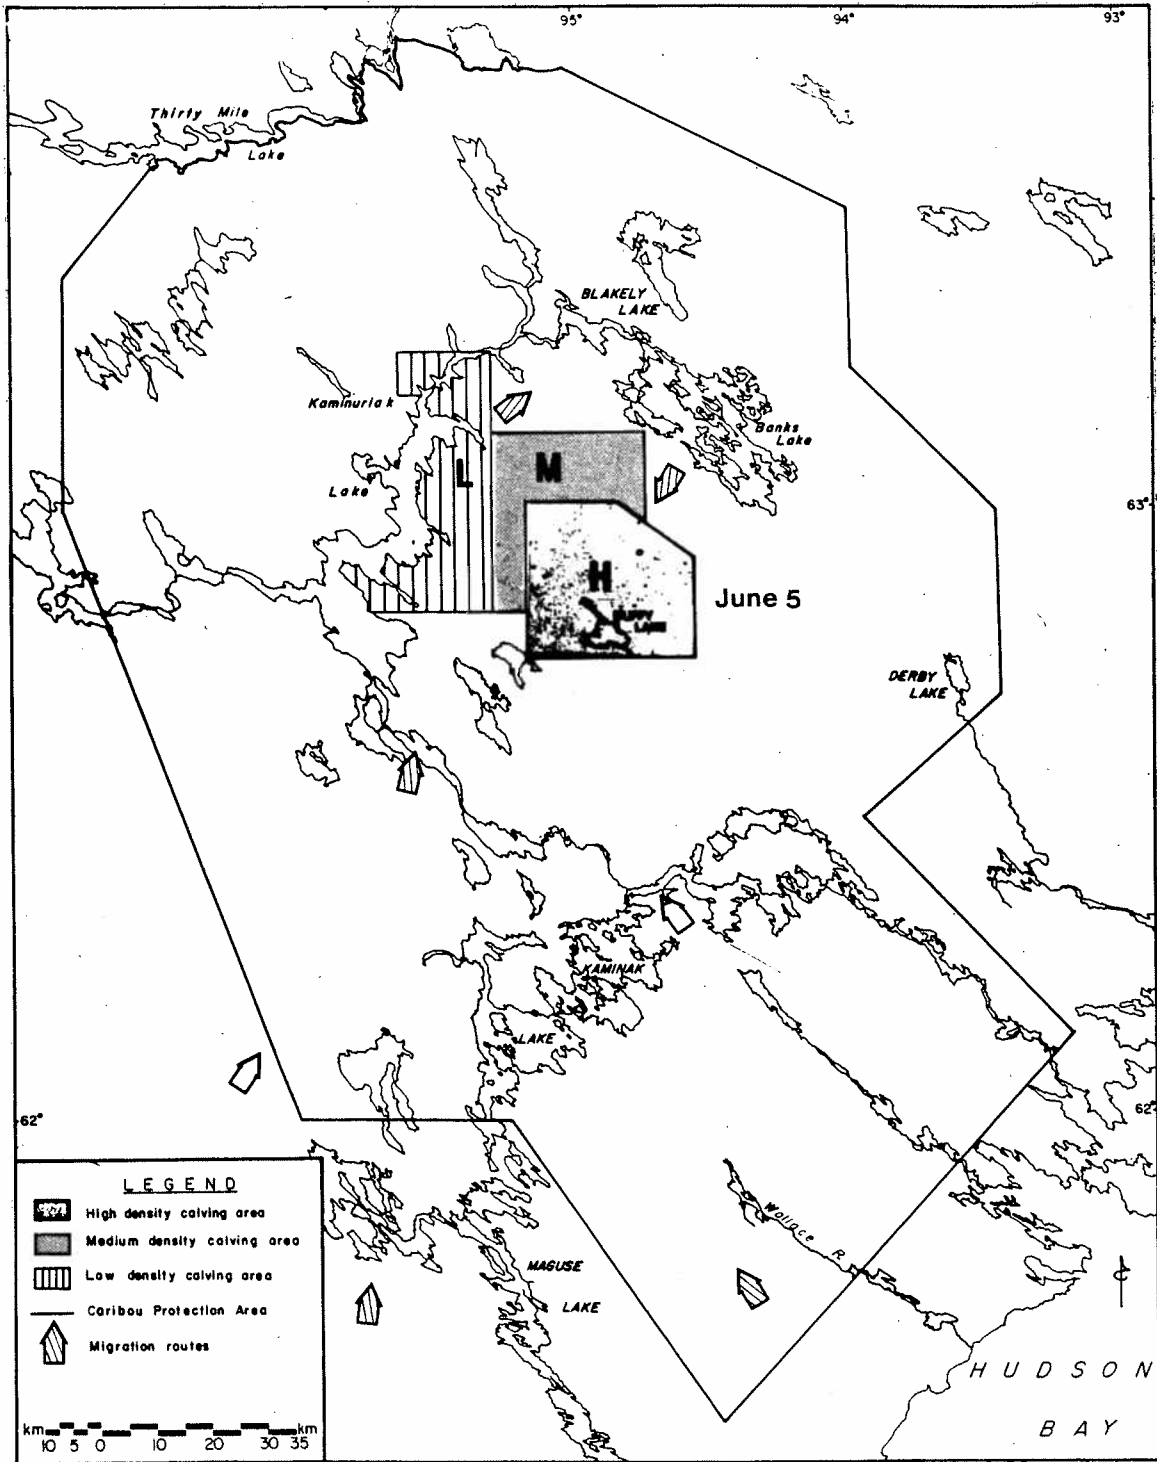 95° 94° 93°
Thirty Mile
Lake
BLAKELY
LAKE
Kaminuriak
Lake
Banks
Lake
L
M
63°
H
June 5
LAKE
DERBY
LAKE
KAMINAK
LAKE
62°
62°
Wallace R.
MAGUSE
LAKE
HUDSON
BAY
LEGEND
High density calving area
Medium density calving area
Low density calving area
Caribou Protection Area
Migration routes
km km
10 5 0 10 20 30 35